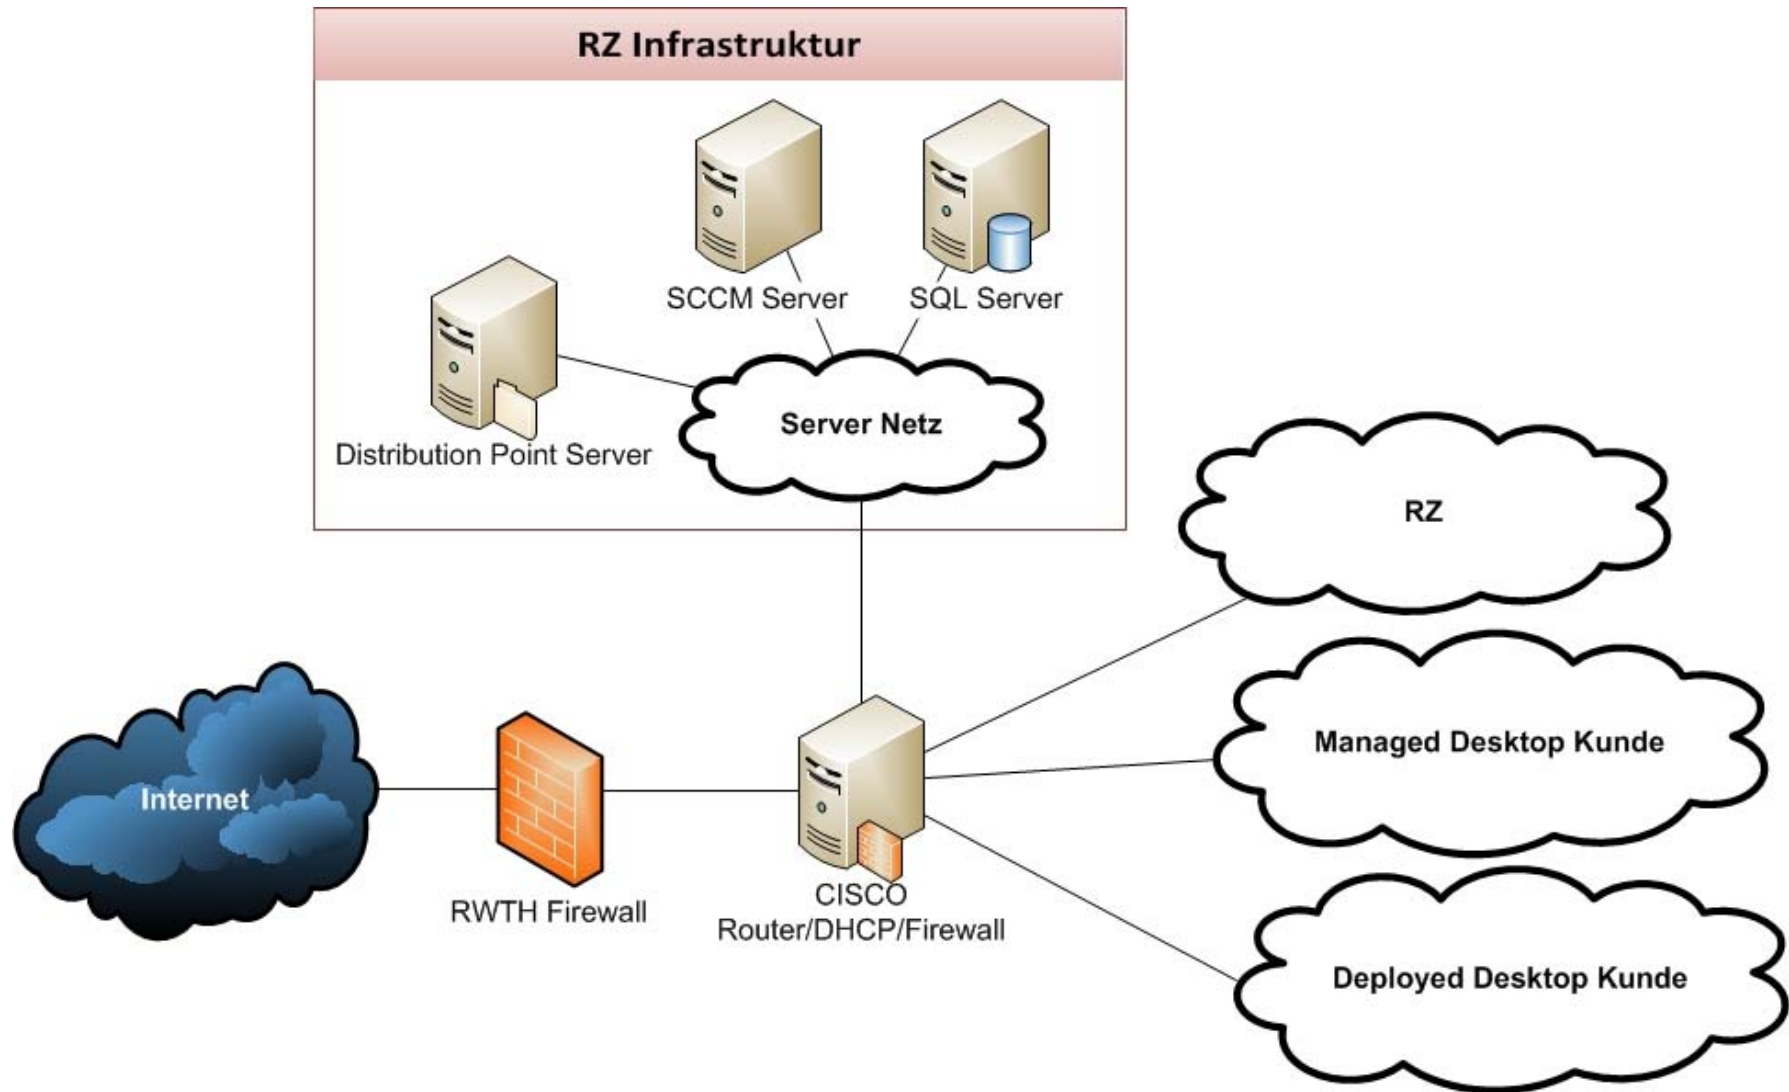 RZ Infrastruktur
SCCM Server
SQL Server
Distribution Point Server
Server Netz
RZ
Managed Desktop Kunde
Internet
RWTH Firewall
CISCO
Router/DHCP/Firewall
Deployed Desktop Kunde